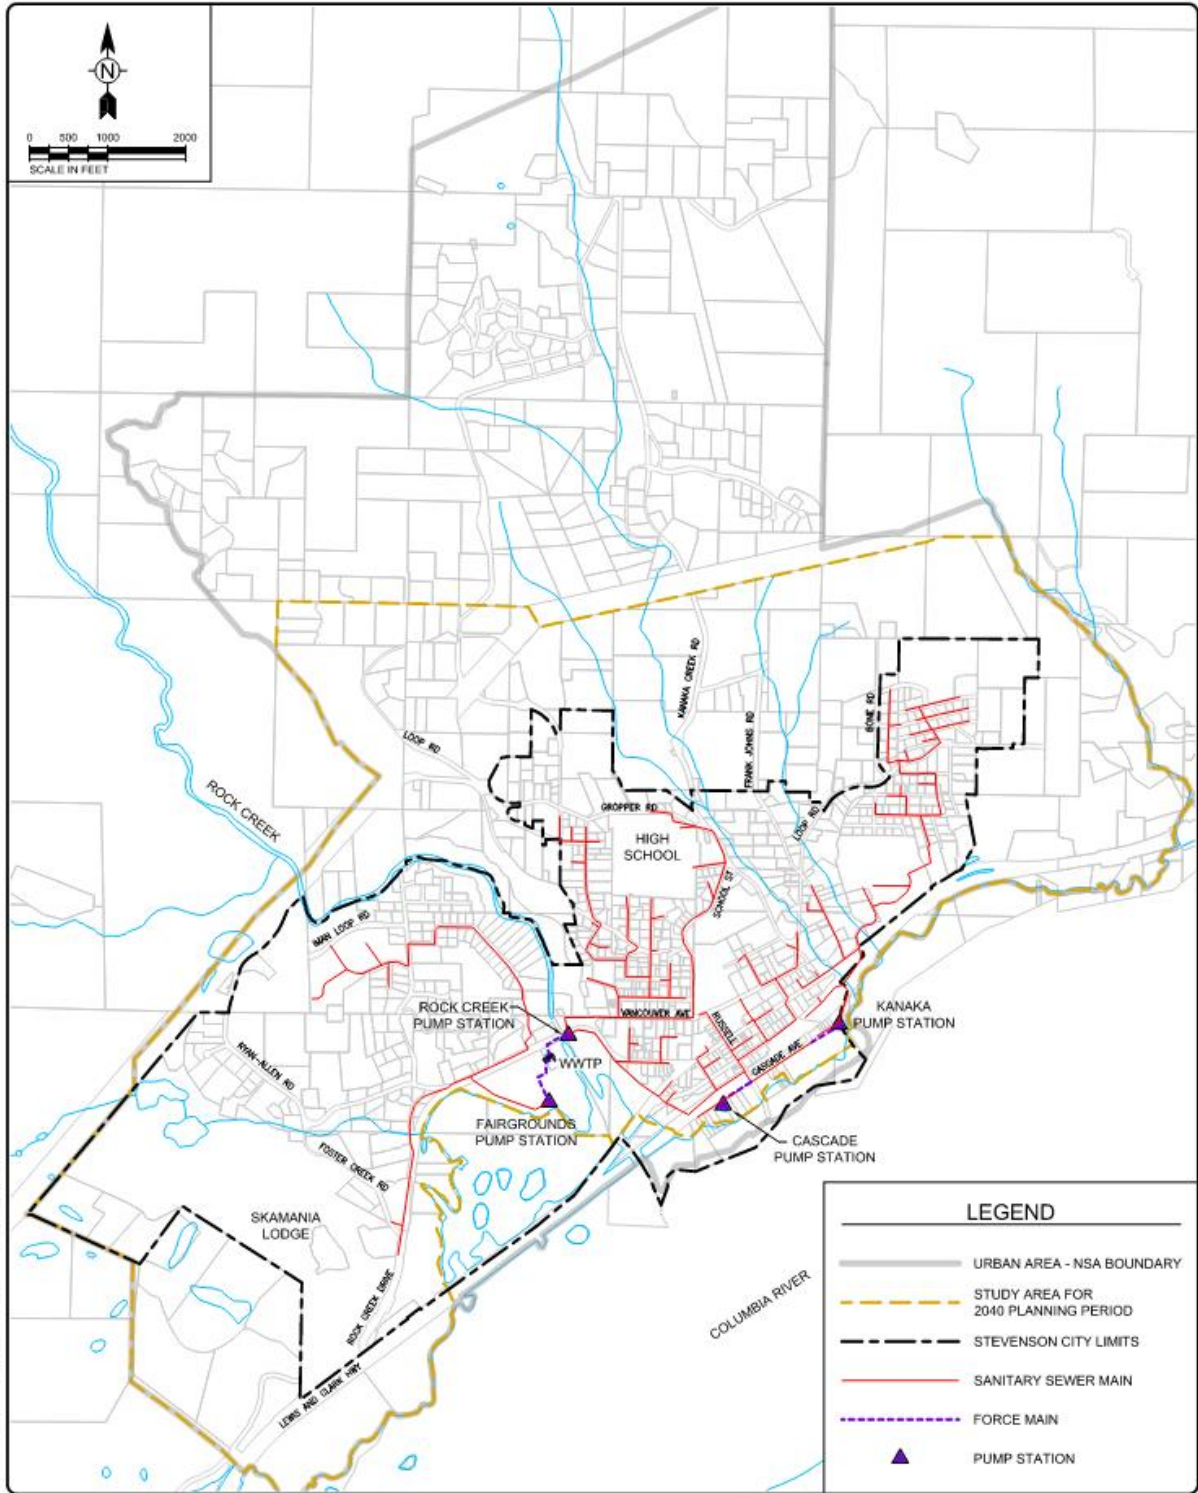 N
0 500 1000 2000
SCALE IN FEET
KANAKA CREEK RD
FRANK JOHNS RD
BONE RD
LOOP RD
ROCK CREEK
GROPPER RD
LOOP RD
HIGH
SCHOOL
SCHOOL ST
IMAN LOOP RD
ROCK CREEK
PUMP STATION
VANCOUVER AVE
RUSSELL
KANAKA
PUMP STATION
CASCADE AVE
WWTP
RYAN-ALLEN RD
FAIRGROUNDS
PUMP STATION
CASCADE
PUMP STATION
FOSTER CREEK RD
SKAMANIA
LODGE
ROCK CREEK DRIVE
COLUMBIA RIVER
LEWIS AND CLARK HWY
LEGEND
URBAN AREA - NSA BOUNDARY
STUDY AREA FOR
2040 PLANNING PERIOD
STEVENSON CITY LIMITS
SANITARY SEWER MAIN
FORCE MAIN
PUMP STATION